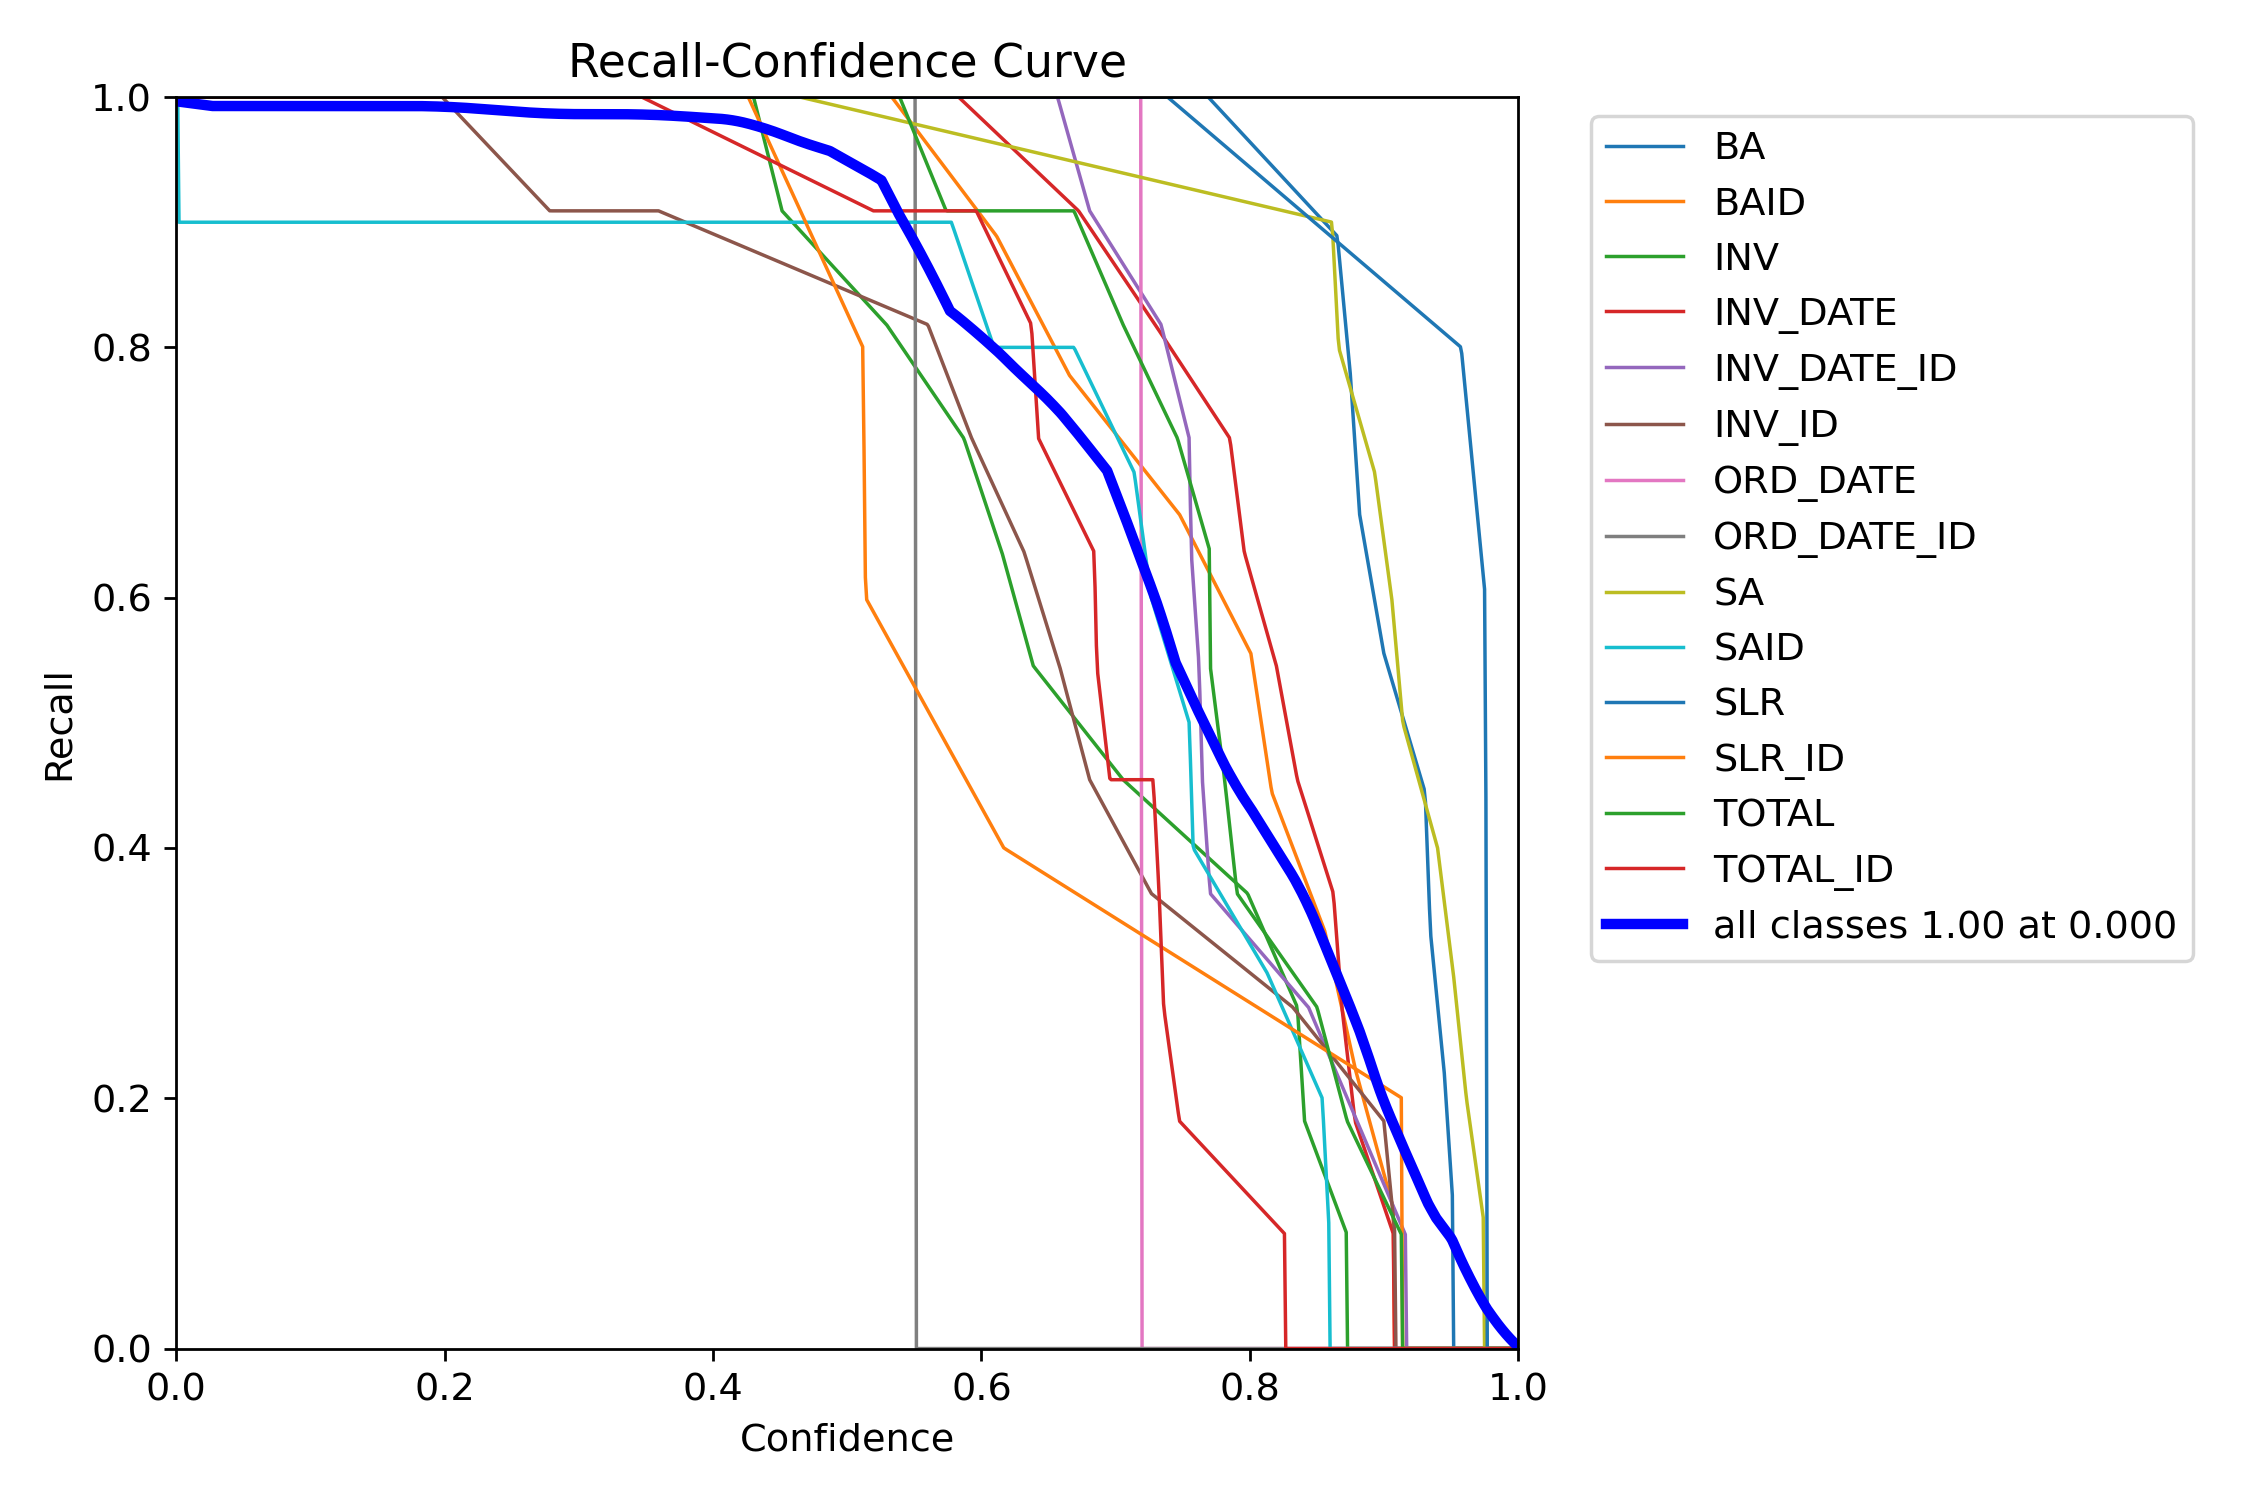 Recall-Confidence Curve
1.0
0.8
0.6
0.4
0.2
0.0
Recall
0.0 0.2 0.4 0.6 0.8 1.0
Confidence
BA
BAID
INV
INV_DATE
INV_DATE_ID
INV_ID
ORD_DATE
ORD_DATE_ID
SA
SAID
SLR
SLR_ID
TOTAL
TOTAL_ID
all classes 1.00 at 0.000